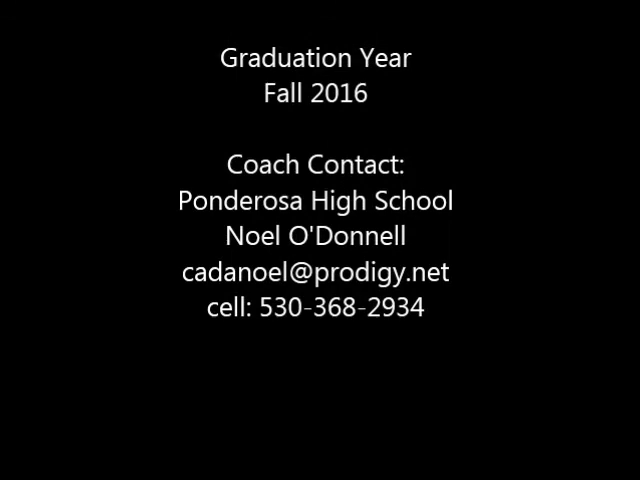 Graduation Year
Fall 2016
Coach Contact:
Ponderosa High School
Noel O'Donnell
cadanoel@prodigy.net
cell: 530-368-2934